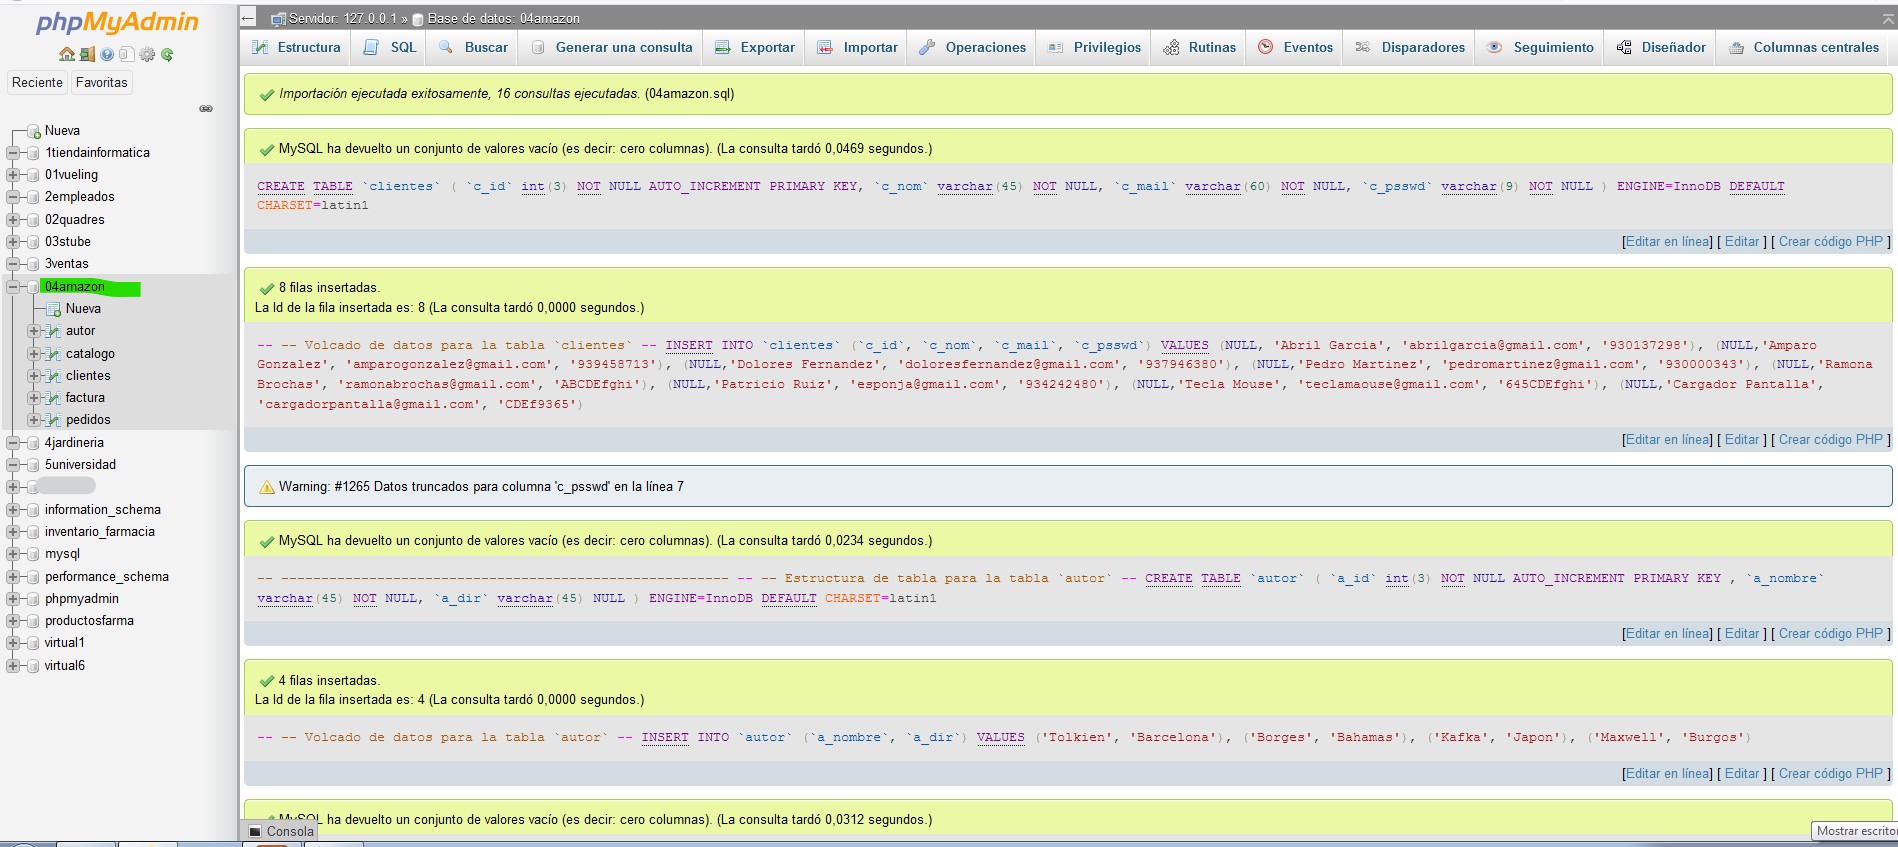 phpMyAdmin
Reciente Favoritas
Nueva
1tiendainformatica
01vueling
2empleados
02quadres
03stube
3ventas
04amazon
Nueva
autor
catalogo
clientes
factura
pedidos
4jardineria
5universidad
information_schema
inventario_farmacia
mysql
performance_schema
phpmyadmin
productosfarma
virtual1
virtual6
Servidor: 127.0.0.1 » Base de datos: 04amazon
Estructura SQL Buscar Generar una consulta Exportar Importar Operaciones Privilegios Rutinas Eventos Disparadores Seguimiento Diseñador Columnas centrales
Importación ejecutada exitosamente, 16 consultas ejecutadas. (04amazon.sql)
MySQL ha devuelto un conjunto de valores vacío (es decir: cero columnas). (La consulta tardó 0,0469 segundos.)
CREATE TABLE `clientes` ( `c_id` int(3) NOT NULL AUTO_INCREMENT PRIMARY KEY, `c_nom` varchar(45) NOT NULL, `c_mail` varchar(60) NOT NULL, `c_psswd` varchar(9) NOT NULL ) ENGINE=InnoDB DEFAULT
CHARSET=latin1
[Editar en línea] [ Editar ] [ Crear código PHP ]
8 filas insertadas.
La Id de la fila insertada es: 8 (La consulta tardó 0,0000 segundos.)
-- -- Volcado de datos para la tabla `clientes` -- INSERT INTO `clientes` (`c_id`, `c_nom`, `c_mail`, `c_psswd`) VALUES (NULL, 'Abril Garcia', 'abrilgarcia@gmail.com', '930137298'), (NULL,'Amparo
Gonzalez', 'amparogonzalez@gmail.com', '939458713'), (NULL,'Dolores Fernandez', 'doloresfernandez@gmail.com', '937946380'), (NULL,'Pedro Martinez', 'pedromartinez@gmail.com', '930000343'), (NULL,'Ramona
Brochas', 'ramonabrochas@gmail.com', 'ABCDEfghi'), (NULL,'Patricio Ruiz', 'esponja@gmail.com', '934242480'), (NULL,'Tecla Mouse', 'teclamaouse@gmail.com', '645CDEfghi'), (NULL,'Cargador Pantalla',
'cargadorpantalla@gmail.com', 'CDEf9365')
[Editar en línea] [ Editar ] [ Crear código PHP ]
Warning: #1265 Datos truncados para columna 'c_psswd' en la línea 7
MySQL ha devuelto un conjunto de valores vacío (es decir: cero columnas). (La consulta tardó 0,0234 segundos.)
-- -------------------------------------------------------- -- -- Estructura de tabla para la tabla `autor` -- CREATE TABLE `autor` ( `a_id` int(3) NOT NULL AUTO_INCREMENT PRIMARY KEY , `a_nombre`
varchar(45) NOT NULL, `a_dir` varchar(45) NULL ) ENGINE=InnoDB DEFAULT CHARSET=latin1
[Editar en línea] [ Editar ] [ Crear código PHP ]
4 filas insertadas.
La Id de la fila insertada es: 4 (La consulta tardó 0,0000 segundos.)
-- -- Volcado de datos para la tabla `autor` -- INSERT INTO `autor` (`a_nombre`, `a_dir`) VALUES ('Tolkien', 'Barcelona'), ('Borges', 'Bahamas'), ('Kafka', 'Japon'), ('Maxwell', 'Burgos')
[Editar en línea] [ Editar ] [ Crear código PHP ]
MySQL ha devuelto un conjunto de valores vacío (es decir: cero columnas). (La consulta tardó 0,0312 segundos.)
Consola
Mostrar escrito